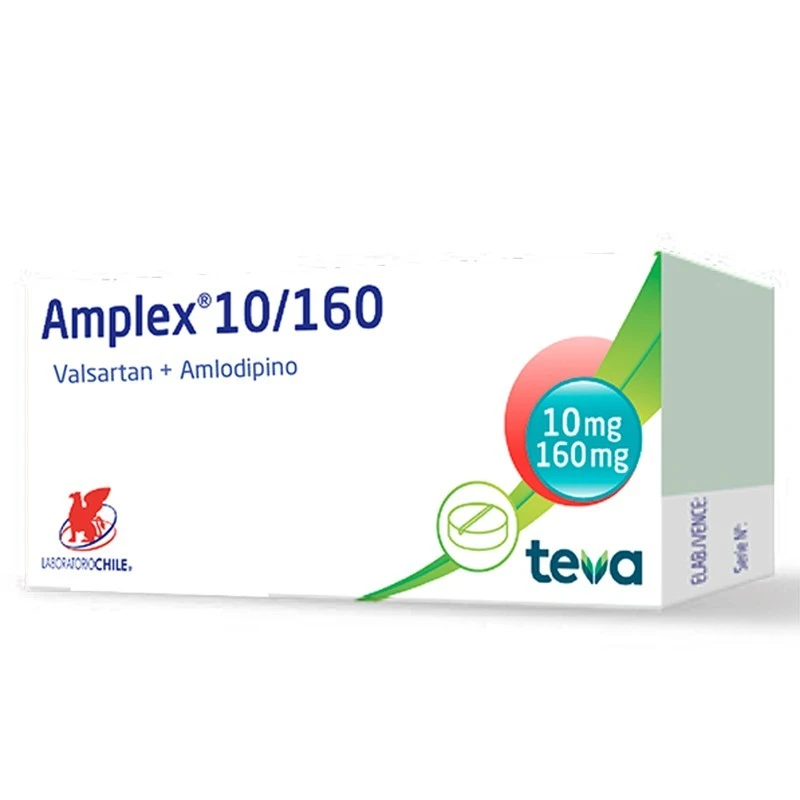 Amplex® 10/160
Valsartan + Amlodipino
10mg
160mg
LABORATORIOCHILE®
teva
ELAB./VENCE:
Serie Nº: